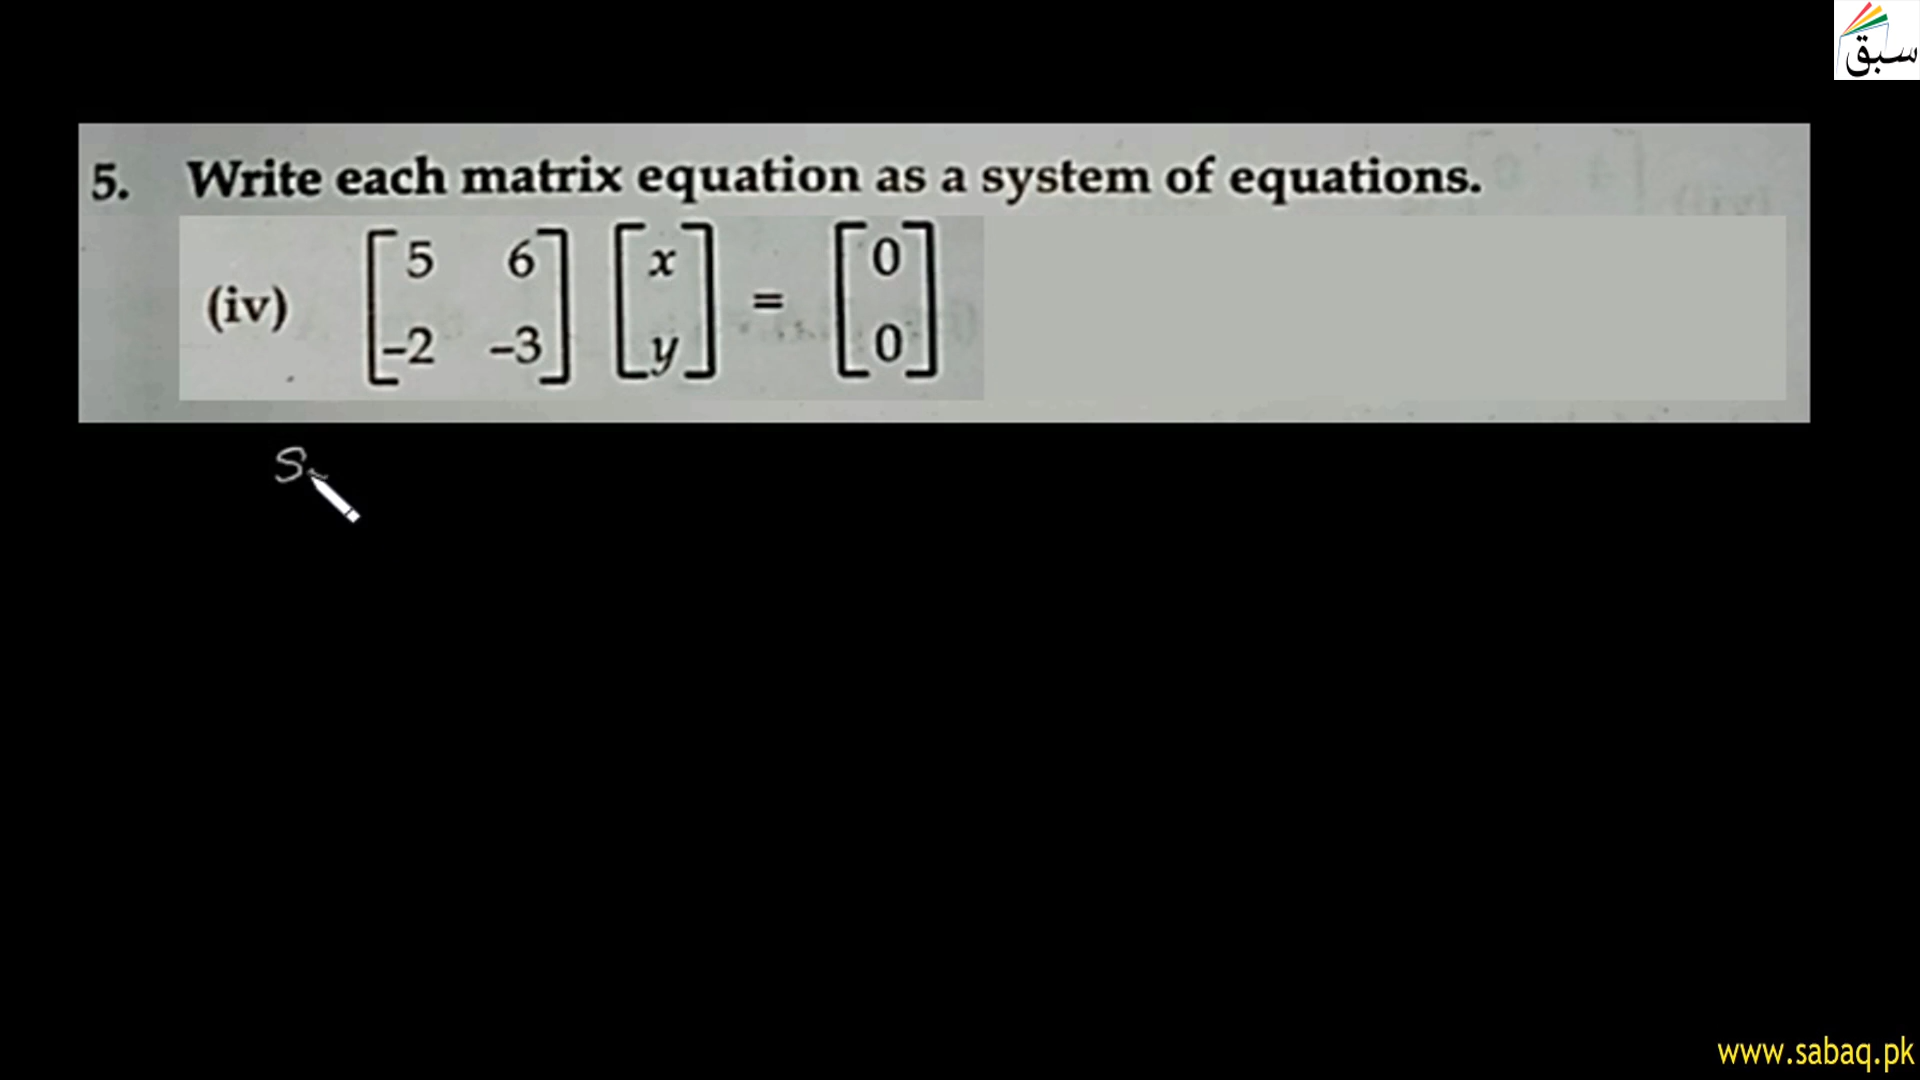 سبق
5. Write each matrix equation as a system of equations.
(iv) [5 6 -2 -3] [x y] = [0 0]
S
www.sabaq.pk